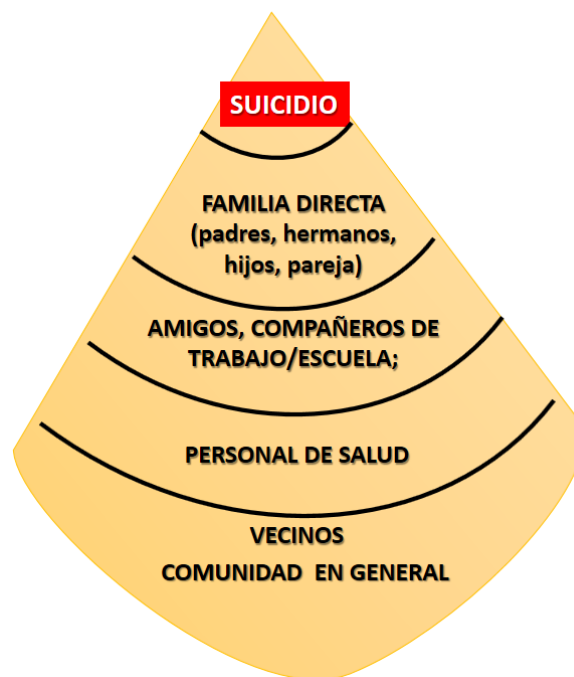 SUICIDIO
FAMILIA DIRECTA
(padres, hermanos,
hijos, pareja)
AMIGOS, COMPAÑEROS DE
TRABAJO/ESCUELA;
PERSONAL DE SALUD
VECINOS
COMUNIDAD EN GENERAL